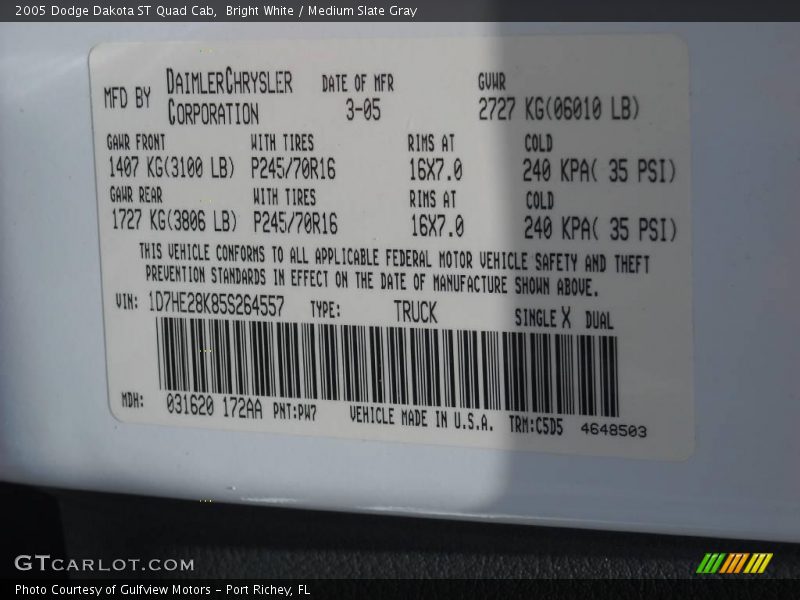 2005 Dodge Dakota ST Quad Cab,  Bright White / Medium Slate Gray
MFD BY DAIMLERCHRYSLER CORPORATION DATE OF MFR 3-05 GVWR 2727 KG(06010 LB)
GAWR FRONT WITH TIRES RIMS AT COLD
1407 KG(3100 LB) P245/70R16 16X7.0 240 KPA( 35 PSI)
GAWR REAR WITH TIRES RIMS AT COLD
1727 KG(3806 LB) P245/70R16 16X7.0 240 KPA( 35 PSI)
THIS VEHICLE CONFORMS TO ALL APPLICABLE FEDERAL MOTOR VEHICLE SAFETY AND THEFT
PREVENTION STANDARDS IN EFFECT ON THE DATE OF MANUFACTURE SHOWN ABOVE.
VIN: 1D7HE28K85S264557 TYPE: TRUCK SINGLE X DUAL
MDH: 031620 172AA PNT:PW7 VEHICLE MADE IN U.S.A. TRM:C5D5 4648503
GTCARLOT.COM
Photo Courtesy of Gulfview Motors - Port Richey, FL